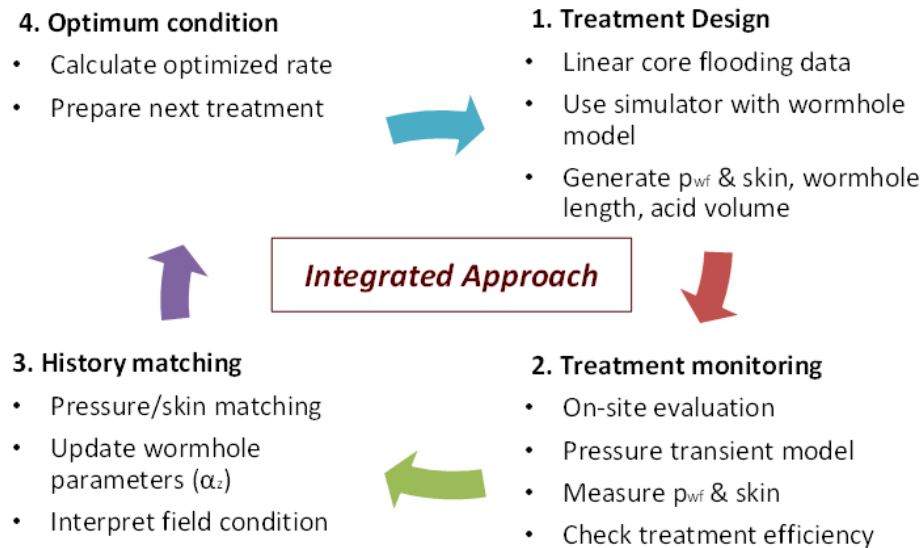 4. Optimum condition
• Calculate optimized rate
• Prepare next treatment
1. Treatment Design
• Linear core flooding data
• Use simulator with wormhole
model
• Generate pwf & skin, wormhole
length, acid volume
Integrated Approach
3. History matching
• Pressure/skin matching
• Update wormhole
parameters (αz)
• Interpret field condition
2. Treatment monitoring
• On-site evaluation
• Pressure transient model
• Measure pwf & skin
• Check treatment efficiency